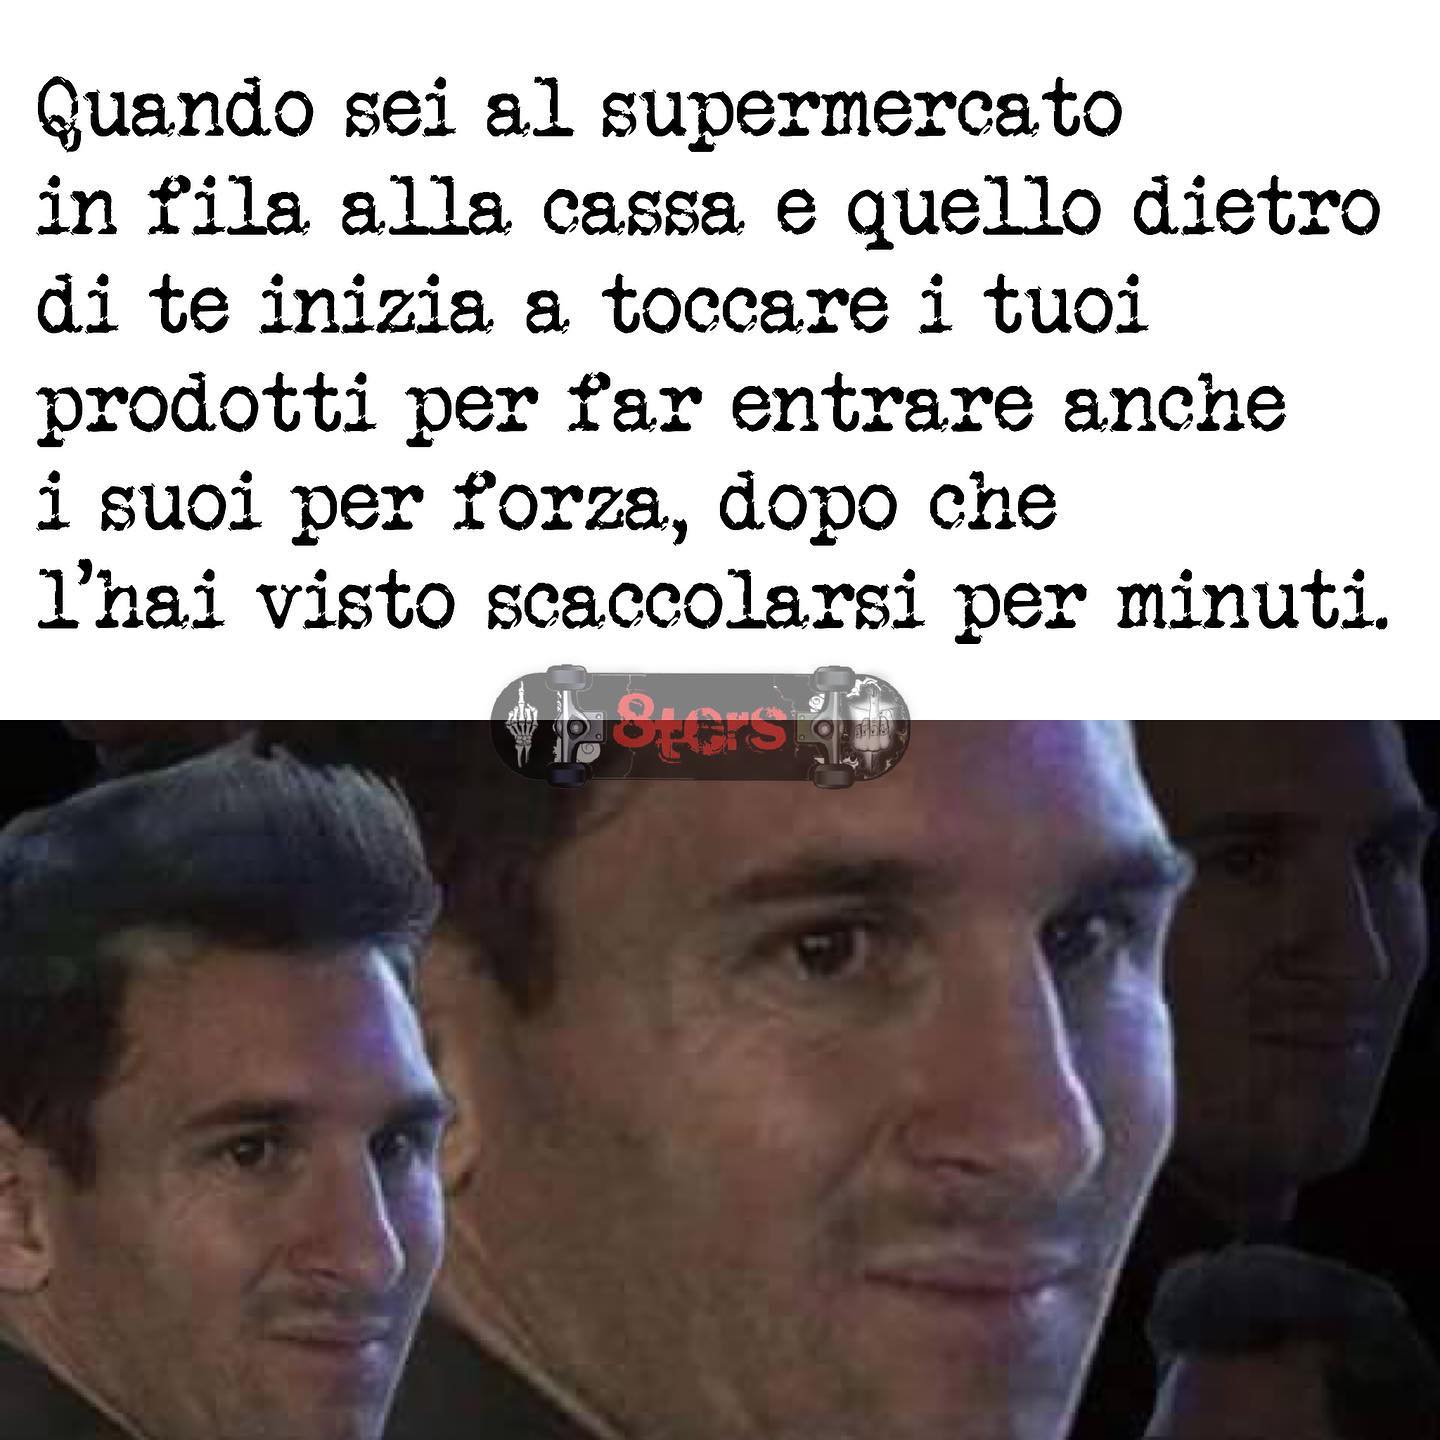 Quando sei al supermercato
in fila alla cassa e quello dietro
di te inizia a toccare i tuoi
prodotti per far entrare anche
i suoi per forza, dopo che
l'hai visto scaccolarsi per minuti.
8ters